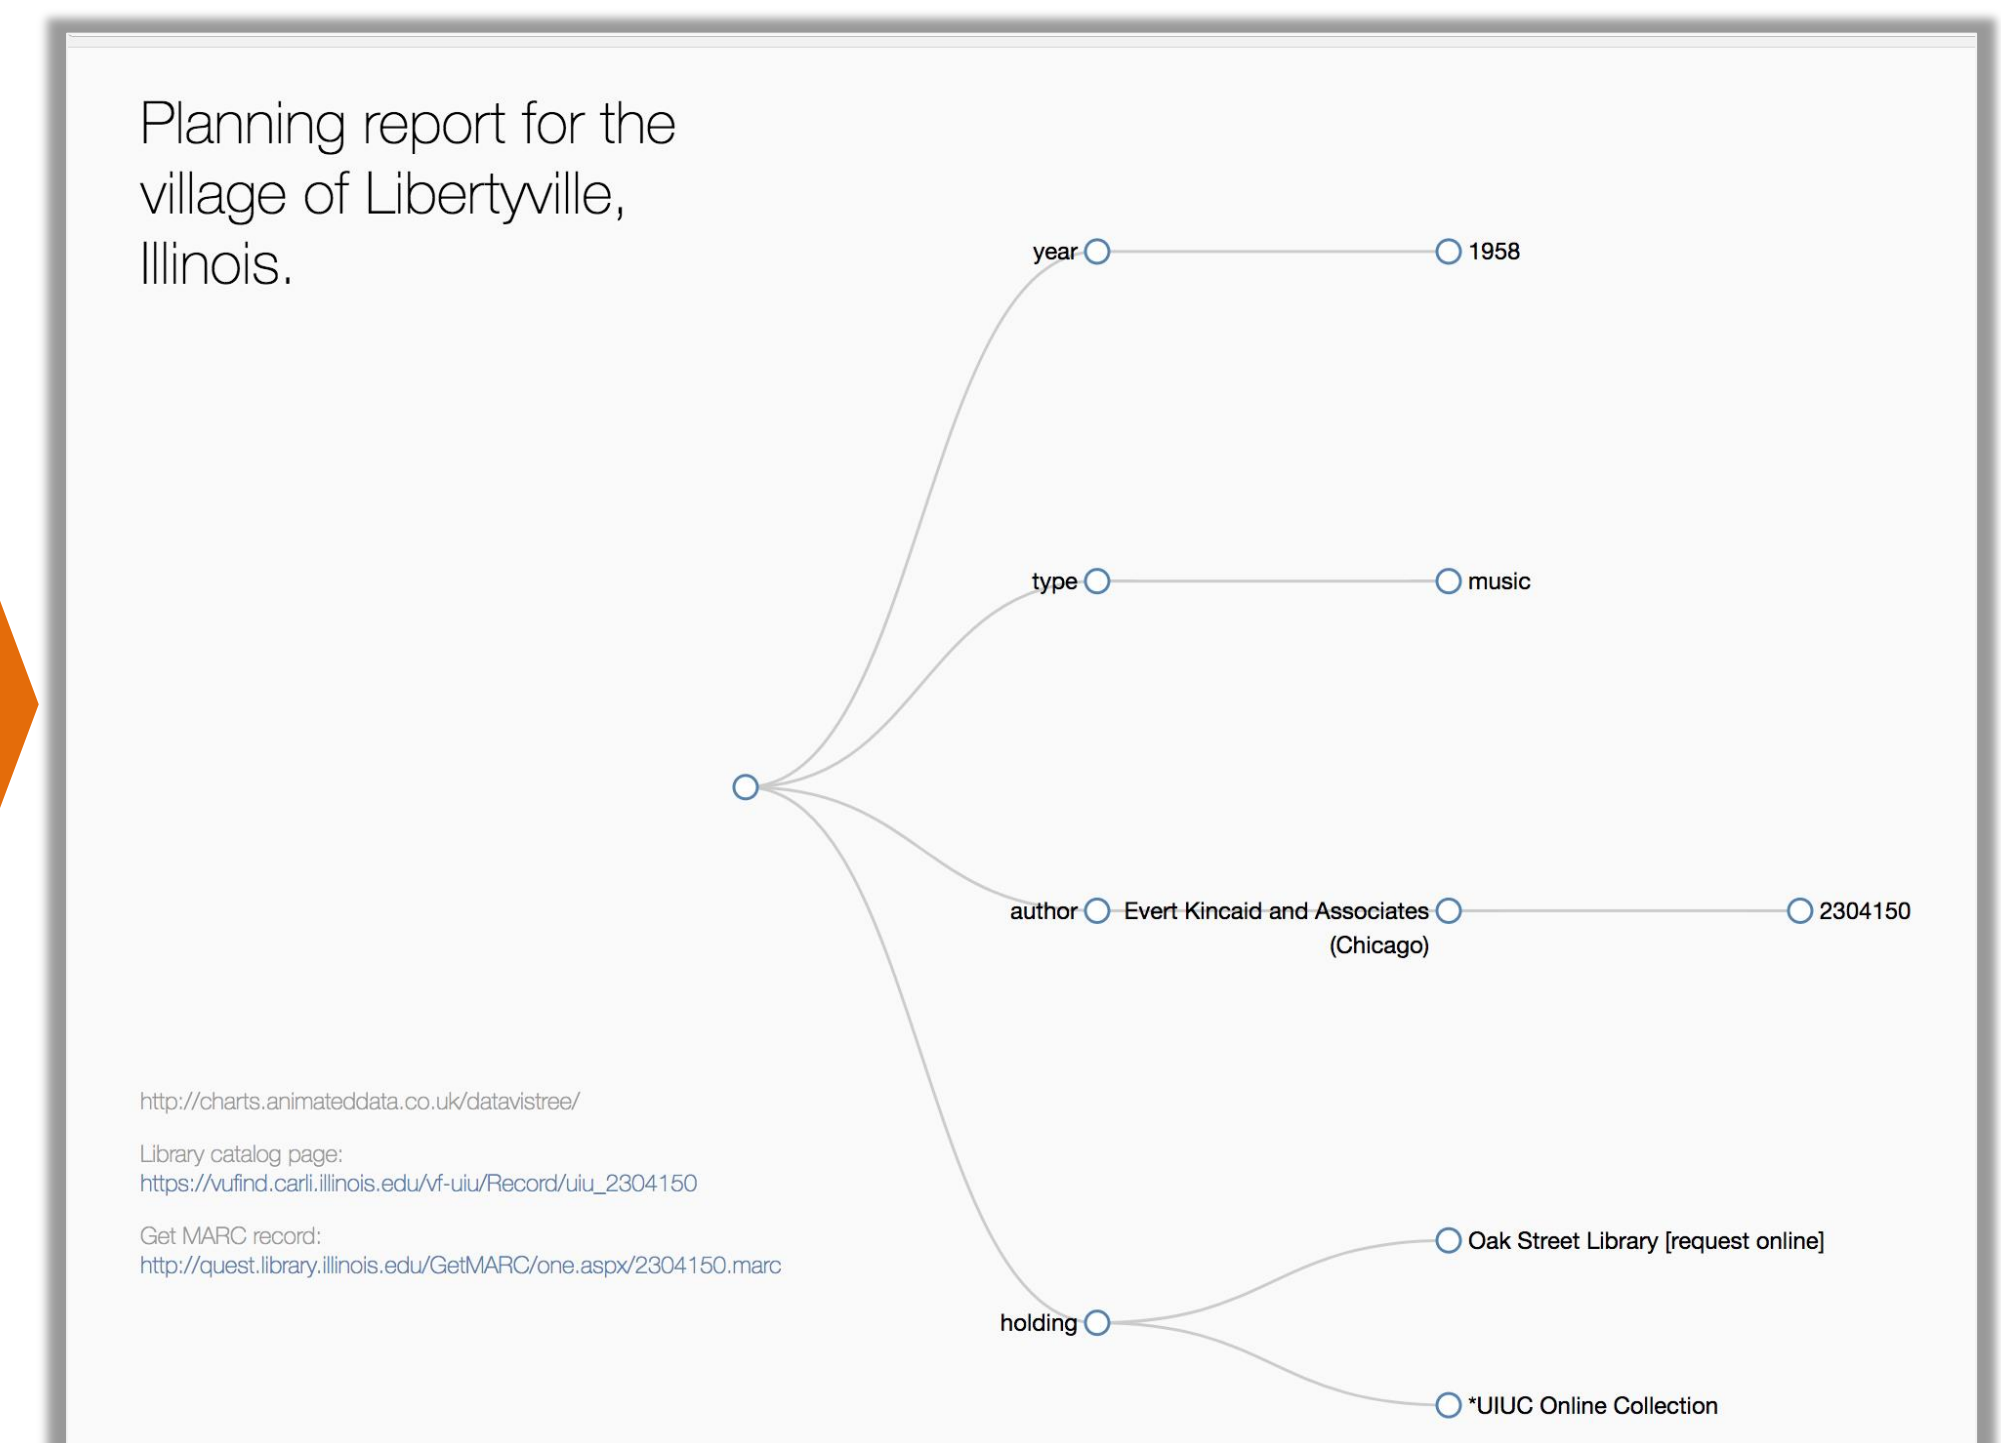 Planning report for the
village of Libertyville,
Illinois.
year
1958
type
music
author
Evert Kincaid and Associates
(Chicago)
2304150
http://charts.animateddata.co.uk/datavistree/
Library catalog page:
https://vufind.carli.illinois.edu/vf-uiu/Record/uiu_2304150
Get MARC record:
http://quest.library.illinois.edu/GetMARC/one.aspx/2304150.marc
holding
Oak Street Library [request online]
*UIUC Online Collection